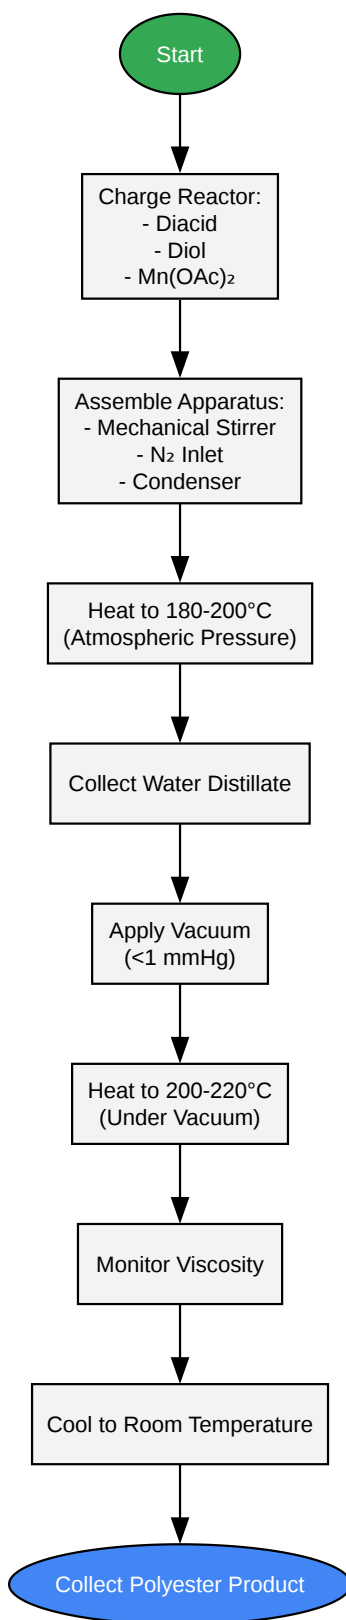 Start
Charge Reactor:
- Diacid
- Diol
- Mn(OAc)₂
Assemble Apparatus:
- Mechanical Stirrer
- N₂ Inlet
- Condenser
Heat to 180-200°C
(Atmospheric Pressure)
Collect Water Distillate
Apply Vacuum
(<1 mmHg)
Heat to 200-220°C
(Under Vacuum)
Monitor Viscosity
Cool to Room Temperature
Collect Polyester Product